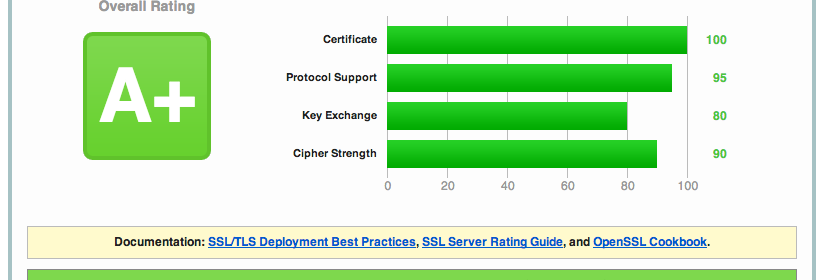 Overall Rating
A+
Certificate 100
Protocol Support 95
Key Exchange 80
Cipher Strength 90
0 20 40 60 80 100
Documentation: SSL/TLS Deployment Best Practices, SSL Server Rating Guide, and OpenSSL Cookbook.